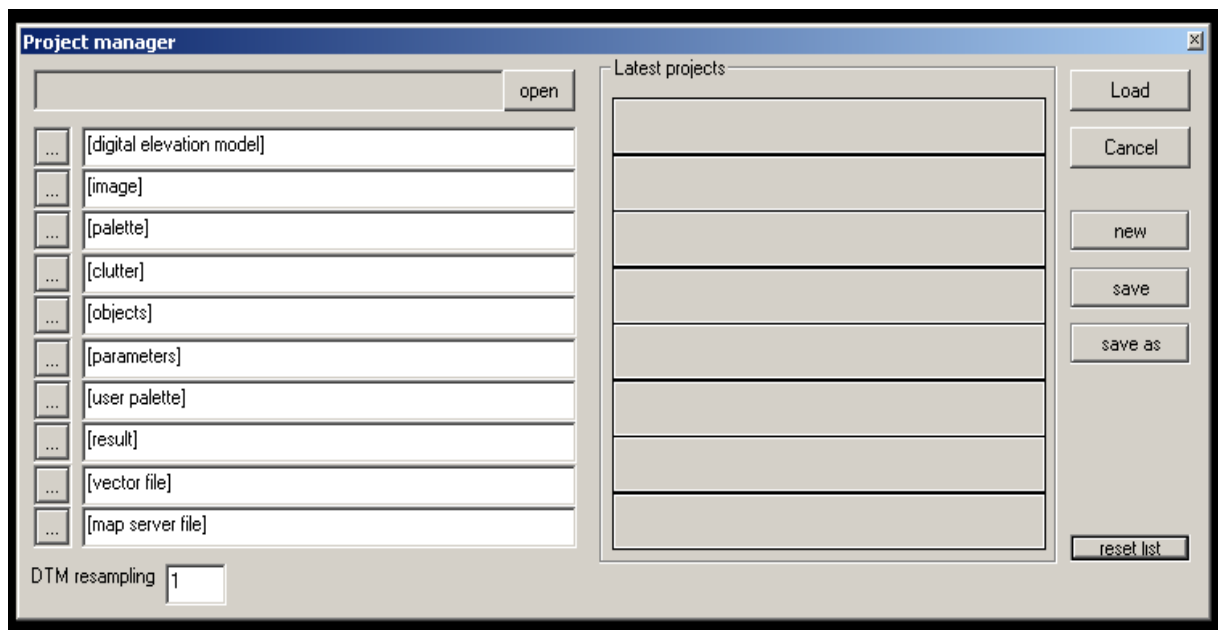 Project manager
open
... [digital elevation model]
... [image]
... [palette]
... [clutter]
... [objects]
... [parameters]
... [user palette]
... [result]
... [vector file]
... [map server file]
DTM resampling 1
Latest projects
Load
Cancel
new
save
save as
reset list